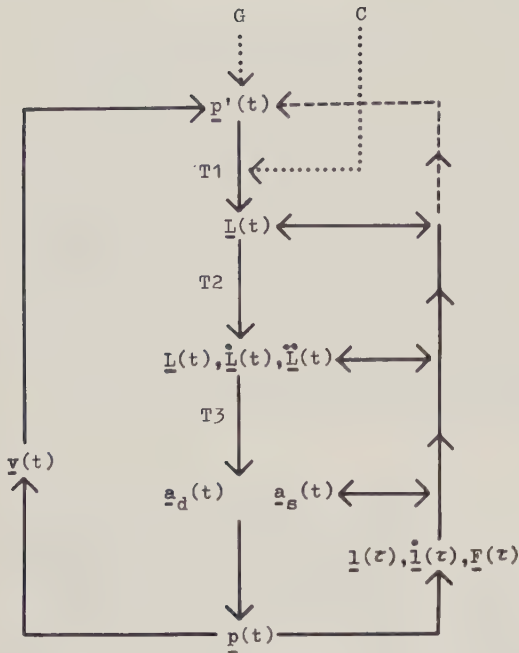 G C
p'(t)
T1
L(t)
T2
L(t), L̇(t), L̈(t)
T3
v(t)
a_d(t) a_s(t)
l(τ), l̇(τ), F(τ)
p(t)